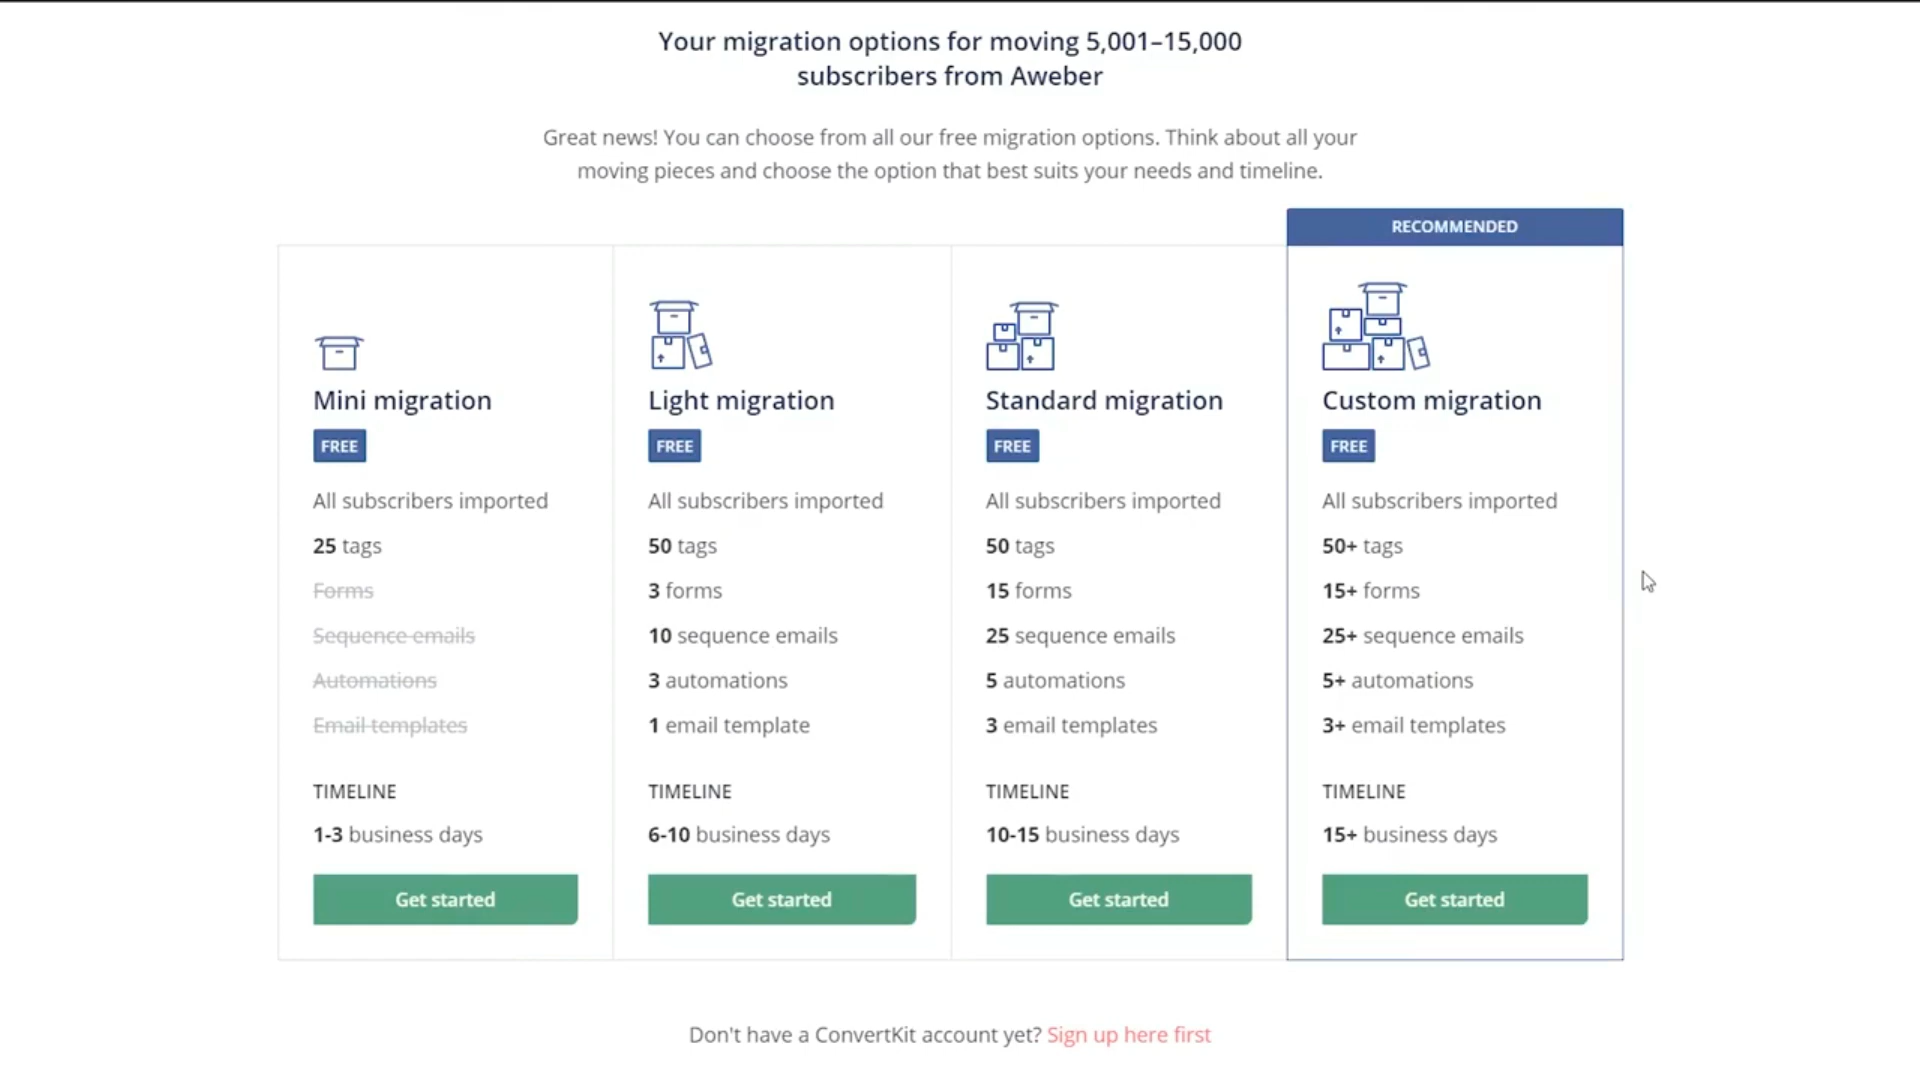 Your migration options for moving 5,001–15,000
subscribers from Aweber
Great news! You can choose from all our free migration options. Think about all your
moving pieces and choose the option that best suits your needs and timeline.
RECOMMENDED
Mini migration
FREE
All subscribers imported
25 tags
Forms
Sequence emails
Automations
Email templates
TIMELINE
1-3 business days
Get started
Light migration
FREE
All subscribers imported
50 tags
3 forms
10 sequence emails
3 automations
1 email template
TIMELINE
6-10 business days
Get started
Standard migration
FREE
All subscribers imported
50 tags
15 forms
25 sequence emails
5 automations
3 email templates
TIMELINE
10-15 business days
Get started
Custom migration
FREE
All subscribers imported
50+ tags
15+ forms
25+ sequence emails
5+ automations
3+ email templates
TIMELINE
15+ business days
Get started
Don't have a ConvertKit account yet? Sign up here first